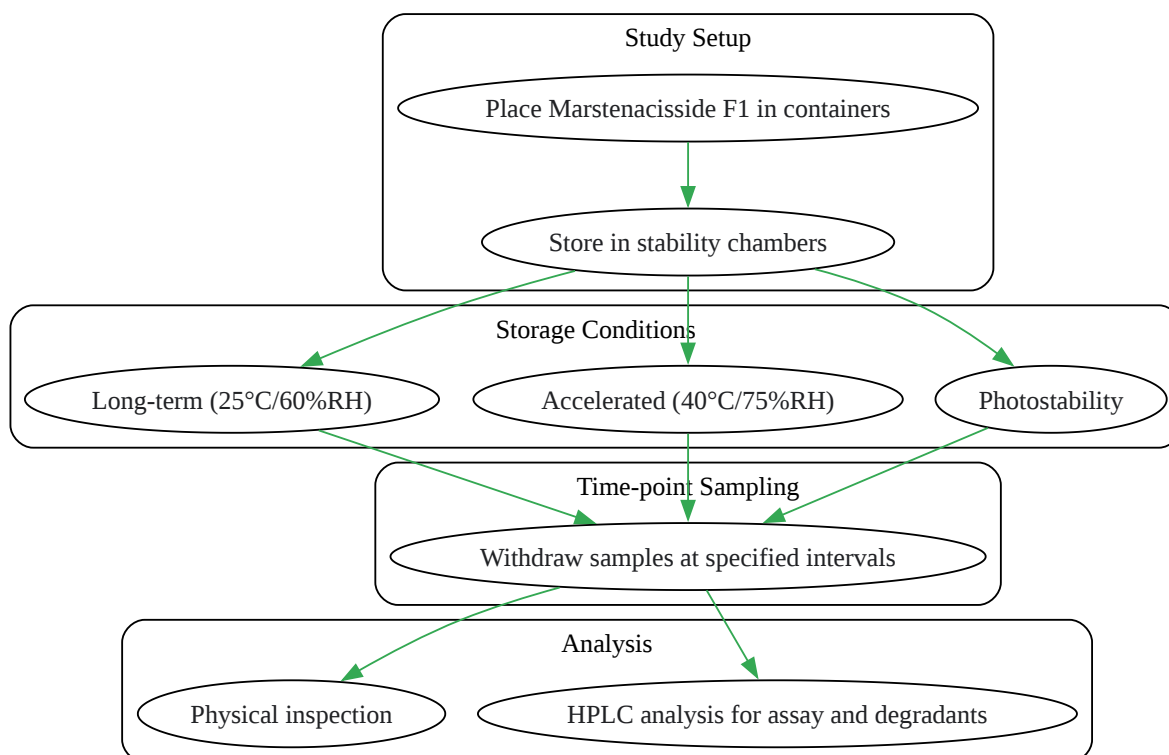 Study Setup
Place Marstenacisside F1 in containers
Store in stability chambers
Storage Conditions
Long-term (25°C/60%RH)
Accelerated (40°C/75%RH)
Photostability
Time-point Sampling
Withdraw samples at specified intervals
Analysis
Physical inspection
HPLC analysis for assay and degradants